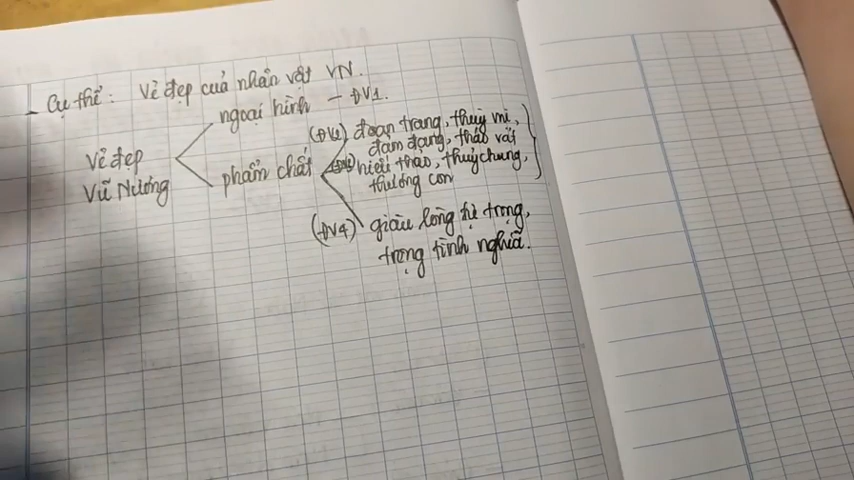 - Cụ thể: Vẻ đẹp của nhân vật VN.
ngoại hình - ĐV1.
Vẻ đẹp
Vũ Nương
phẩm chất
đoan trang, thuỳ mị,
đảm đang, tháo vát
hiếu thảo, thuỷ chung,
thương con
(ĐV4) giàu lòng tự trọng,
trọng tình nghĩa.